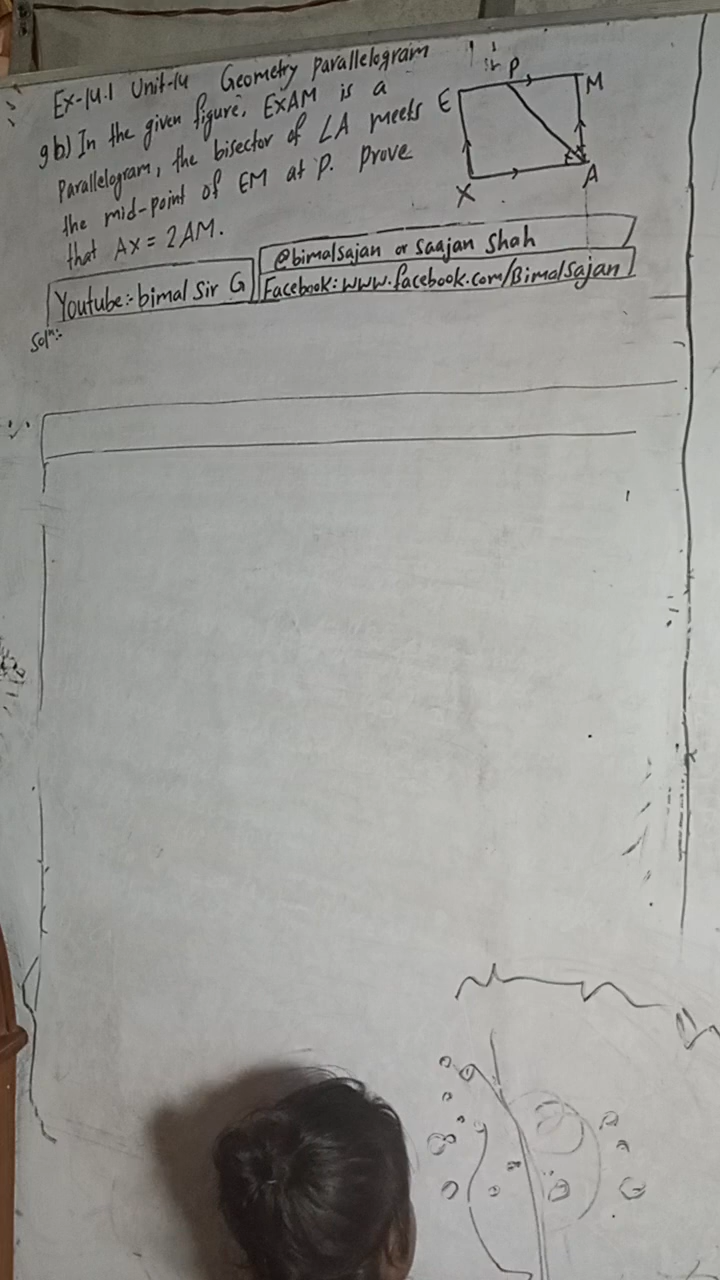 Ex-14.1 Unit-14 Geometry parallelogram
9b) In the given figure, EXAM is a
Parallelogram, the bisector of ∠A meets
the mid-point of EM at P. Prove
that AX = 2AM.
E P M
X A
Youtube:- bimal Sir G
@bimalsajan or Saajan Shah
Facebook: www.facebook.com/Bimalsajan
Solⁿ:-